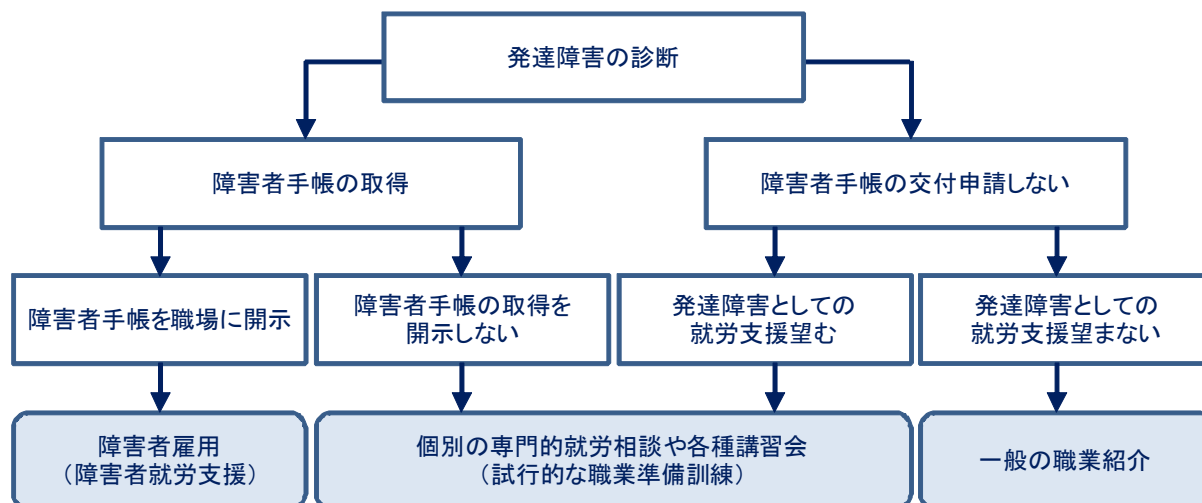 発達障害の診断
障害者手帳の取得
障害者手帳の交付申請しない
障害者手帳を職場に開示
障害者手帳の取得を
開示しない
発達障害としての
就労支援望む
発達障害としての
就労支援望まない
障害者雇用
（障害者就労支援）
個別の専門的就労相談や各種講習会
（試行的な職業準備訓練）
一般の職業紹介